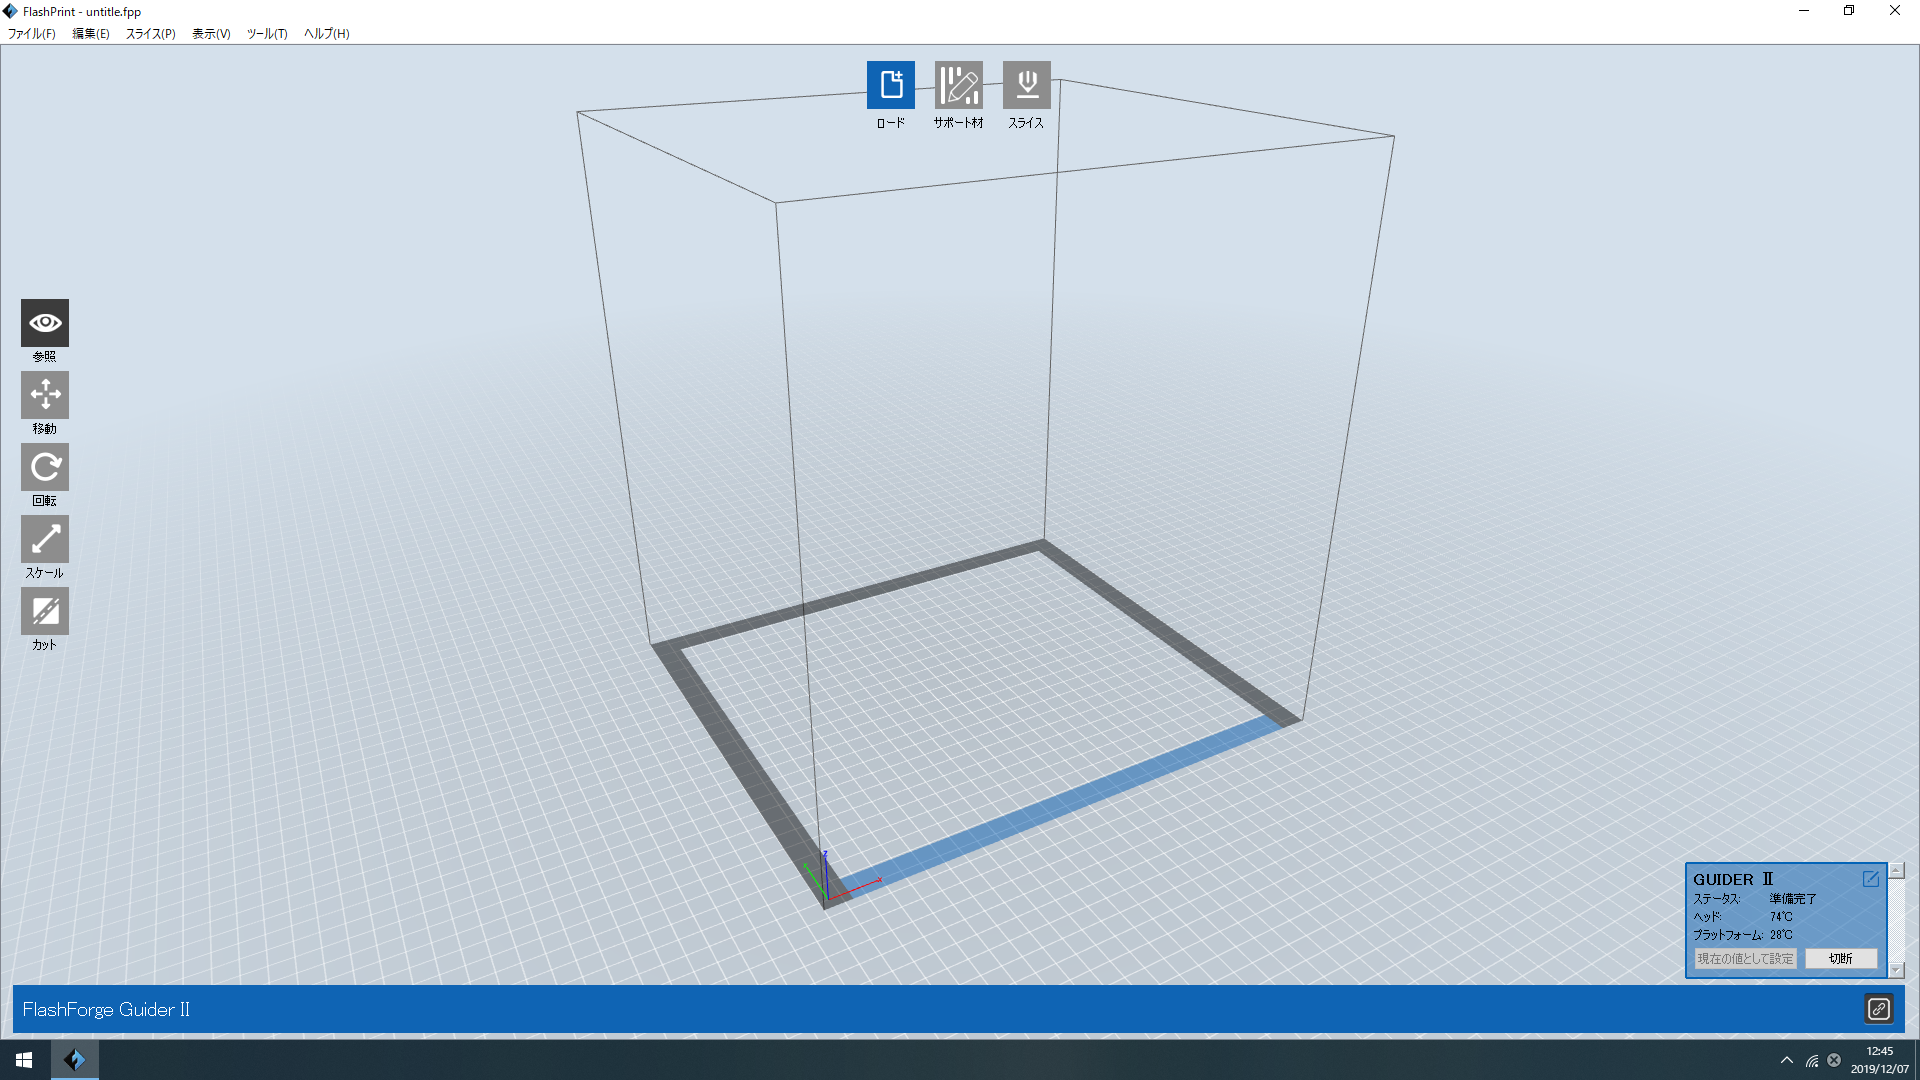 FlashPrint - untitle.fpp
ファイル(F) 編集(E) スライス(P) 表示(V) ツール(T) ヘルプ(H)
ロード サポート材 スライス
参照
移動
回転
スケール
カット
z
x
GUIDER Ⅱ
ステータス: 準備完了
ヘッド: 74℃
プラットフォーム: 28℃
現在の値として設定 切断
FlashForge Guider II
12:45
2019/12/07